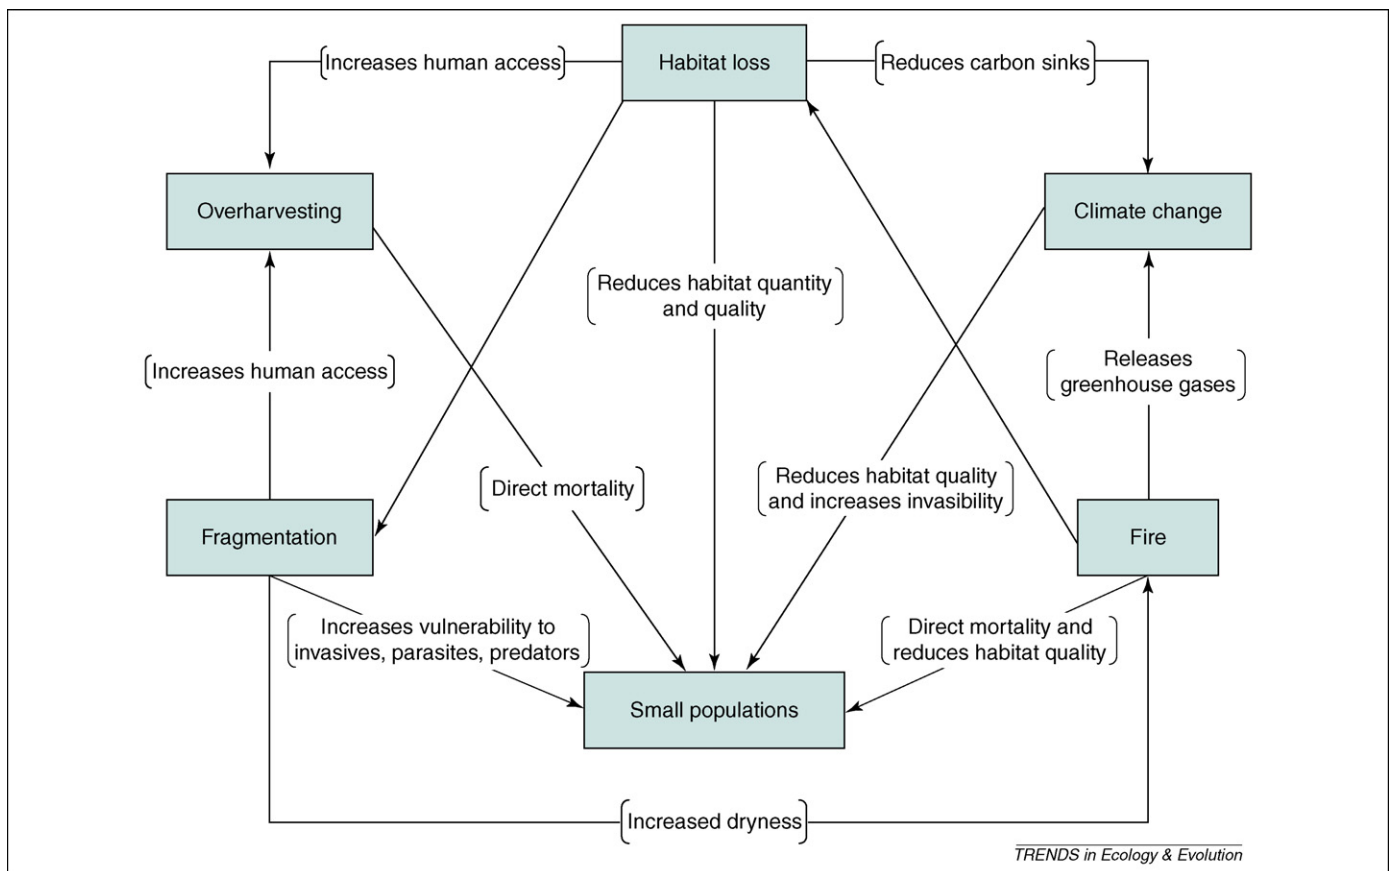 Increases human access
Habitat loss
Reduces carbon sinks
Overharvesting
Climate change
Reduces habitat quantity
and quality
Increases human access
Releases
greenhouse gases
Direct mortality
Reduces habitat quality
and increases invasibility
Fragmentation
Fire
Increases vulnerability to
invasives, parasites, predators
Direct mortality and
reduces habitat quality
Small populations
Increased dryness
TRENDS in Ecology & Evolution